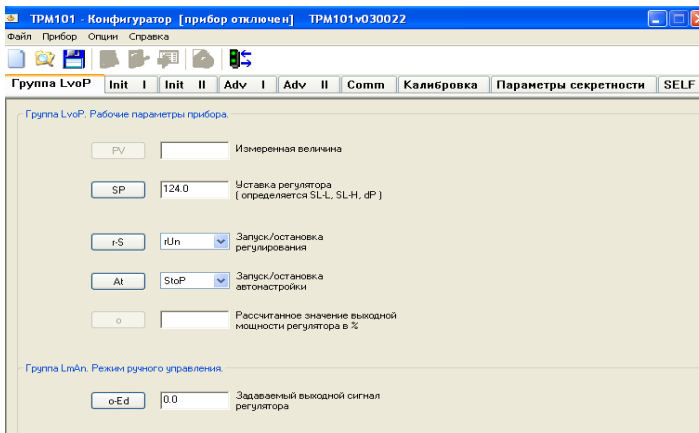 ТРМ101 - Конфигуратор [прибор отключен] TPM101v030022
Файл Прибор Опции Справка
Группа LvoP Init I Init II Adv I Adv II Comm Калибровка Параметры секретности SELF
Группа LvoP. Рабочие параметры прибора.
PV Измеренная величина
SP 124.0 Уставка регулятора
( определяется SL-L, SL-H, dP )
r-S rUn Запуск/остановка
регулирования
At StoP Запуск/остановка
автонастройки
o Рассчитанное значение выходной
мощности регулятора в %
Группа LmAn. Режим ручного управления.
o-Ed 0.0 Задаваемый выходной сигнал
регулятора